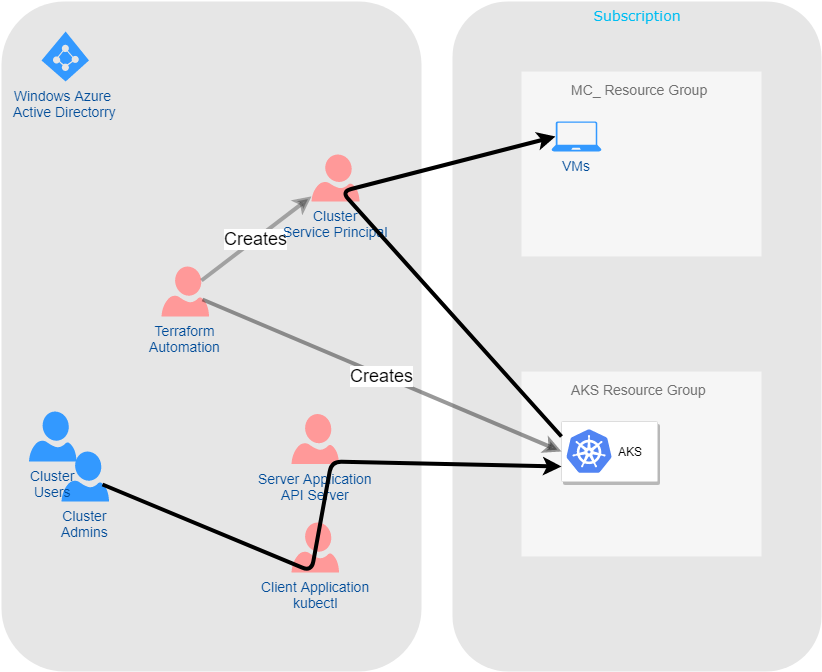 Subscription
Windows Azure
Active Directorry
MC_ Resource Group
VMs
Cluster
Service Principal
Creates
Terraform
Automation
Creates
AKS Resource Group
AKS
Cluster
Users
Cluster
Admins
Server Application
API Server
Client Application
kubectl